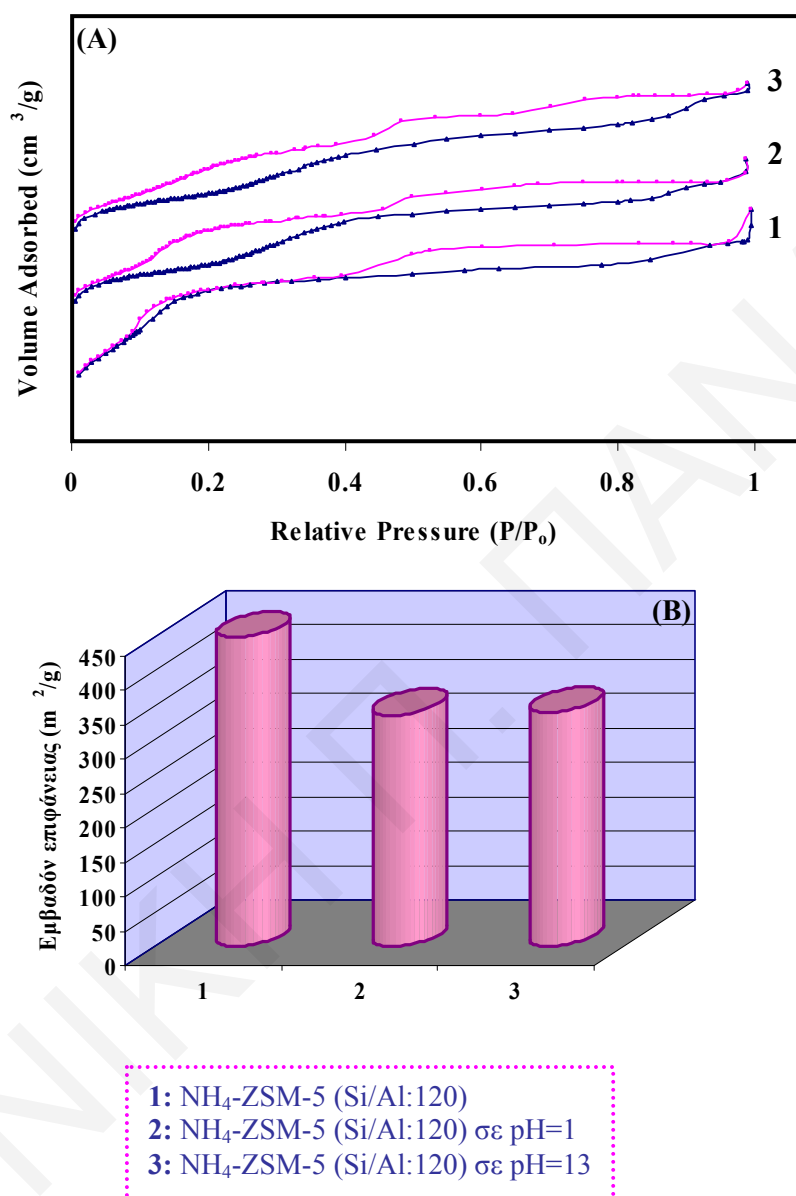 (A)
3
2
1
Volume Adsorbed (cm ³/g)
0 0.2 0.4 0.6 0.8 1
Relative Pressure (P/Pₒ)
(B)
Εμβαδόν επιφάνειας (m ²/g)
450
400
350
300
250
200
150
100
50
0
1 2 3
1: NH₄-ZSM-5 (Si/Al:120)
2: NH₄-ZSM-5 (Si/Al:120) σε pH=1
3: NH₄-ZSM-5 (Si/Al:120) σε pH=13
ΝΙΚΗ Π. ΠΑΝ